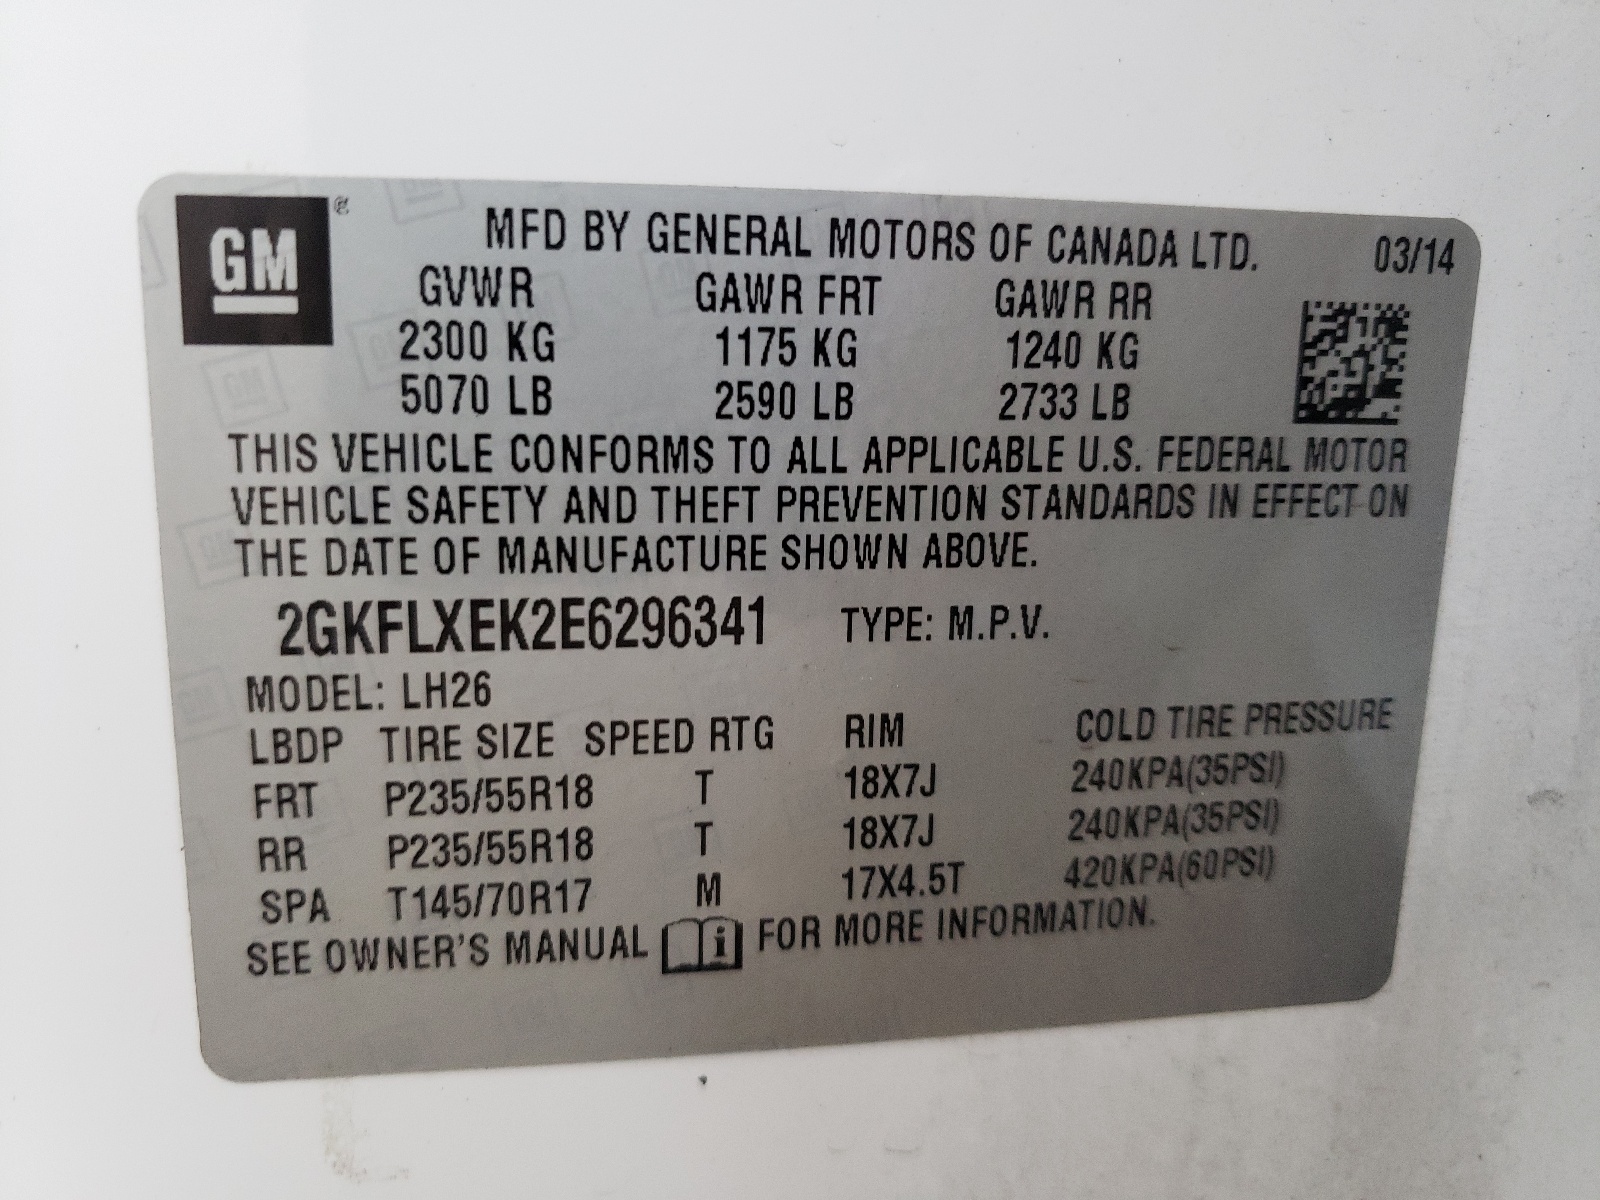 GM
MFD BY GENERAL MOTORS OF CANADA LTD. 03/14
GVWR GAWR FRT GAWR RR
2300 KG 1175 KG 1240 KG
5070 LB 2590 LB 2733 LB
THIS VEHICLE CONFORMS TO ALL APPLICABLE U.S. FEDERAL MOTOR
VEHICLE SAFETY AND THEFT PREVENTION STANDARDS IN EFFECT ON
THE DATE OF MANUFACTURE SHOWN ABOVE.
2GKFLXEK2E6296341 TYPE: M.P.V.
MODEL: LH26
LBDP TIRE SIZE SPEED RTG RIM COLD TIRE PRESSURE
FRT P235/55R18 T 18X7J 240KPA(35PSI)
RR P235/55R18 T 18X7J 240KPA(35PSI)
SPA T145/70R17 M 17X4.5T 420KPA(60PSI)
SEE OWNER'S MANUAL i FOR MORE INFORMATION.